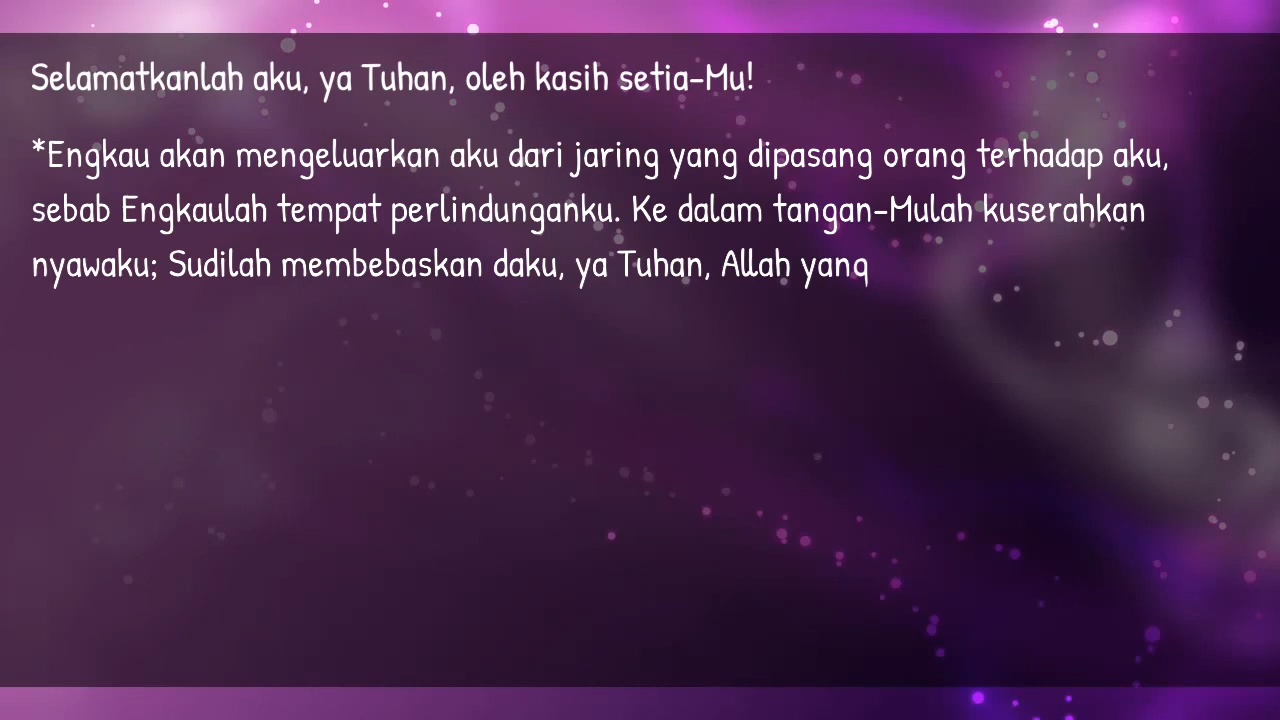 Selamatkanlah aku, ya Tuhan, oleh kasih setia-Mu!
*Engkau akan mengeluarkan aku dari jaring yang dipasang orang terhadap aku,
sebab Engkaulah tempat perlindunganku. Ke dalam tangan-Mulah kuserahkan
nyawaku; Sudilah membebaskan daku, ya Tuhan, Allah yang